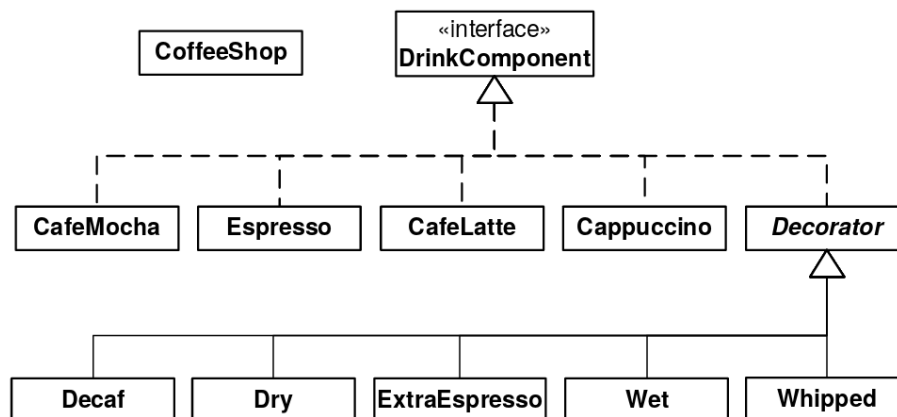 «interface»
CoffeeShop
DrinkComponent
CafeMocha
Espresso
CafeLatte
Cappuccino
Decorator
Decaf
Dry
ExtraEspresso
Wet
Whipped